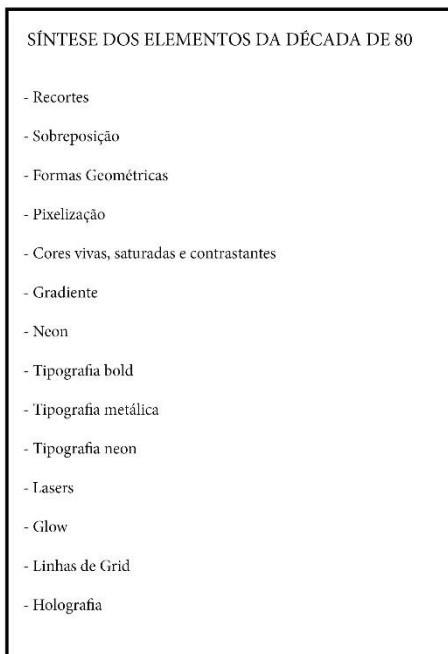 SÍNTESE DOS ELEMENTOS DA DÉCADA DE 80
- Recortes
- Sobreposição
- Formas Geométricas
- Pixelização
- Cores vivas, saturadas e contrastantes
- Gradiente
- Neon
- Tipografia bold
- Tipografia metálica
- Tipografia neon
- Lasers
- Glow
- Linhas de Grid
- Holografia